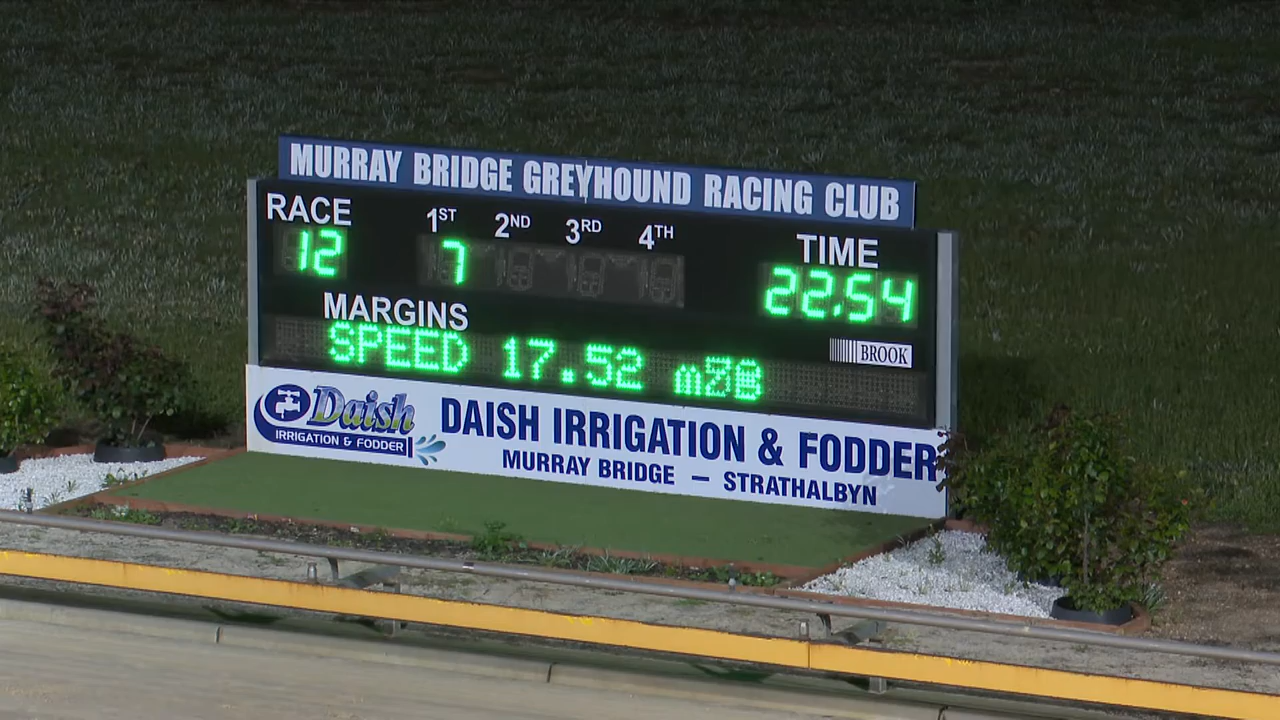 MURRAY BRIDGE GREYHOUND RACING CLUB
RACE 1ST 2ND 3RD 4TH TIME
12 7 22.54
MARGINS
SPEED 17.52
BROOK
Daish
IRRIGATION & FODDER
DAISH IRRIGATION & FODDER
MURRAY BRIDGE – STRATHALBYN